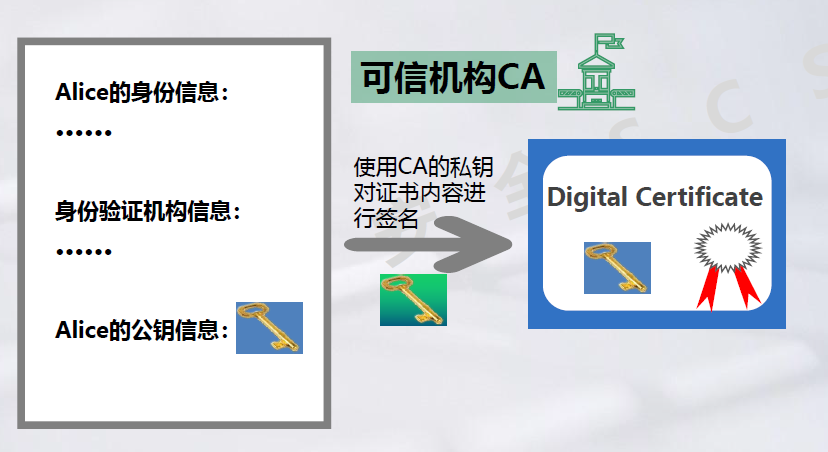 Alice的身份信息：
••••••
身份验证机构信息：
••••••
Alice的公钥信息：
可信机构CA
使用CA的私钥
对证书内容进
行签名
Digital Certificate